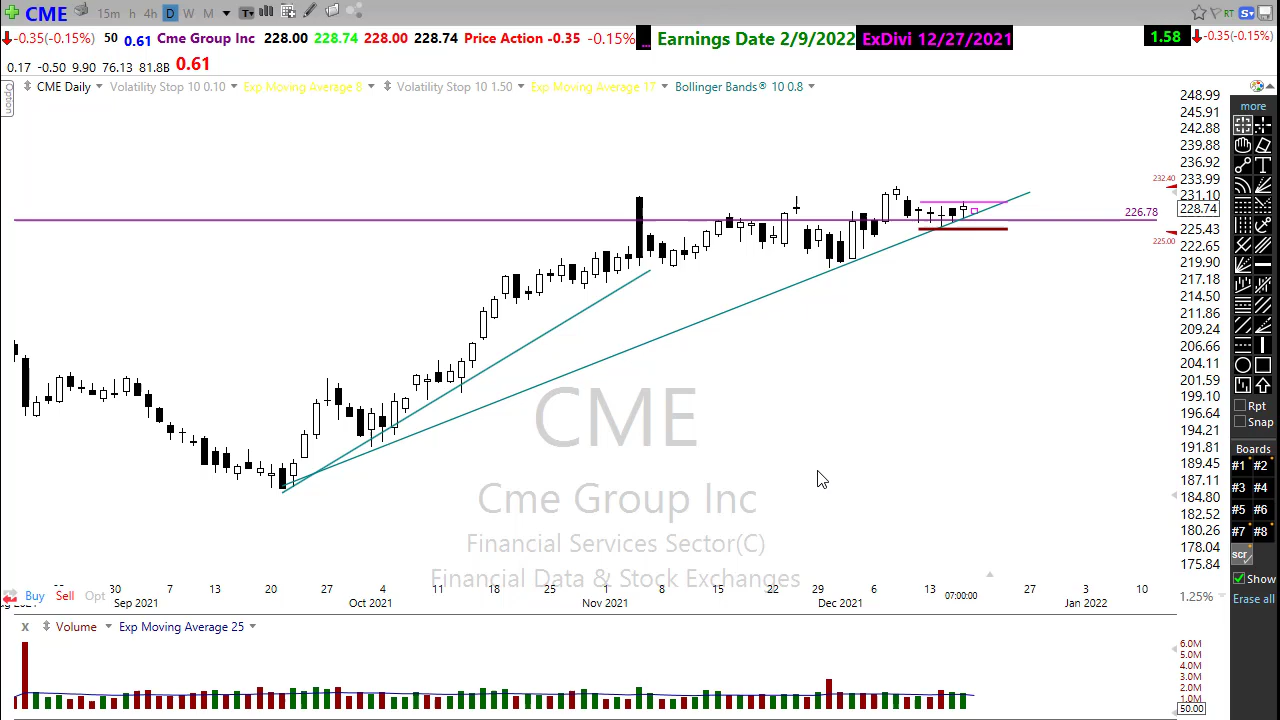 CME 15m h 4h D W M RT S
-0.35(-0.15%) 50 0.61 Cme Group Inc 228.00 228.74 228.00 228.74 Price Action -0.35 -0.15% ... Earnings Date 2/9/2022 ExDivi 12/27/2021 1.58 -0.35(-0.15%)
0.17 -0.50 9.90 76.13 81.8B 0.61
Option CME Daily Volatility Stop 10 0.10 Exp Moving Average 8 Volatility Stop 10 1.50 Exp Moving Average 17 Bollinger Bands® 10 0.8
248.99
more
245.91
242.88
239.88
236.92
232.40
233.99
231.10
226.78 228.74
225.43
225.00
222.65
219.90
217.18
214.50
211.86
209.24
206.66
204.11
201.59
199.10
Rpt
196.64
Snap
194.21
CME
191.81
Boards
189.45
#1 #2
187.11
#3 #4
184.80
Cme Group Inc
#5 #6
182.52
180.26
#7 #8
Financial Services Sector(C)
178.04
scr
175.84
Financial Data & Stock Exchanges
Show
30 7 13 20 27 4 11 18 25 1 8 15 22 29 6 13 07:00:00 27 3 10
Buy Sell Opt 1.25% Erase all
Sep 2021 Oct 2021 Nov 2021 Dec 2021 Jan 2022
X Volume Exp Moving Average 25
6.0M
5.0M
4.0M
3.0M
2.0M
1.0M
50.00